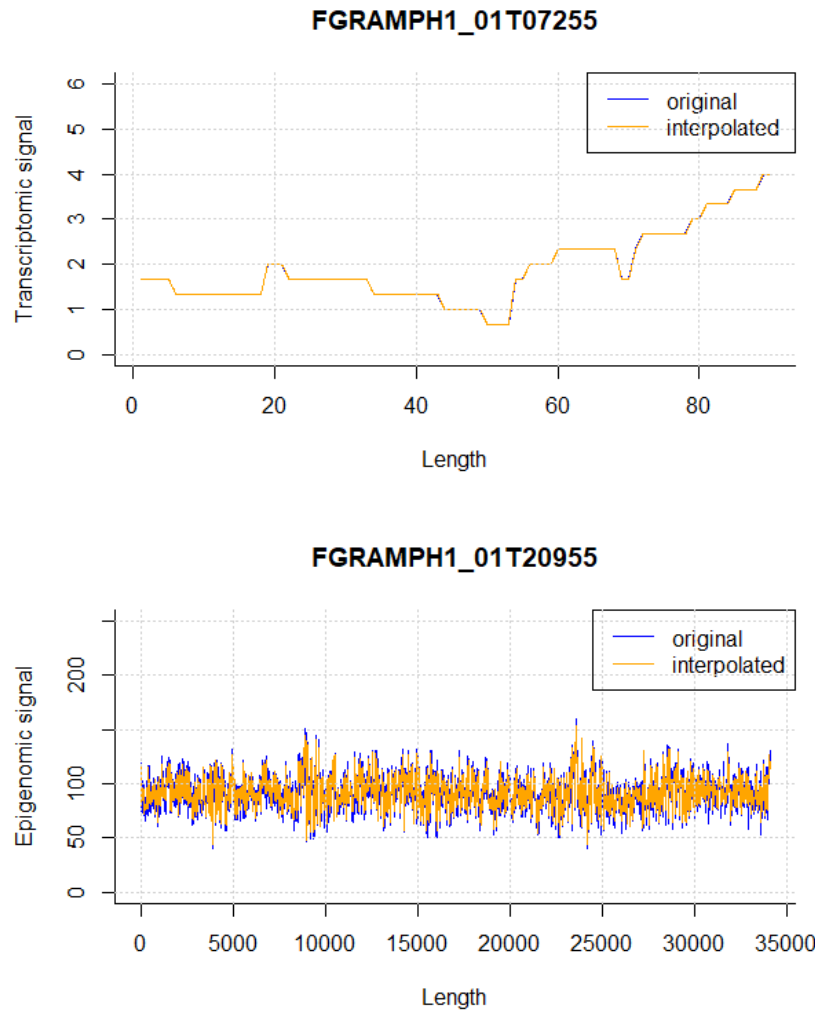 FGRAMPH1_01T07255
original
interpolated
Transcriptomic signal
6
5
4
3
2
1
0
0 20 40 60 80
Length
FGRAMPH1_01T20955
original
interpolated
Epigenomic signal
200
100
50
0
0 5000 10000 15000 20000 25000 30000 35000
Length